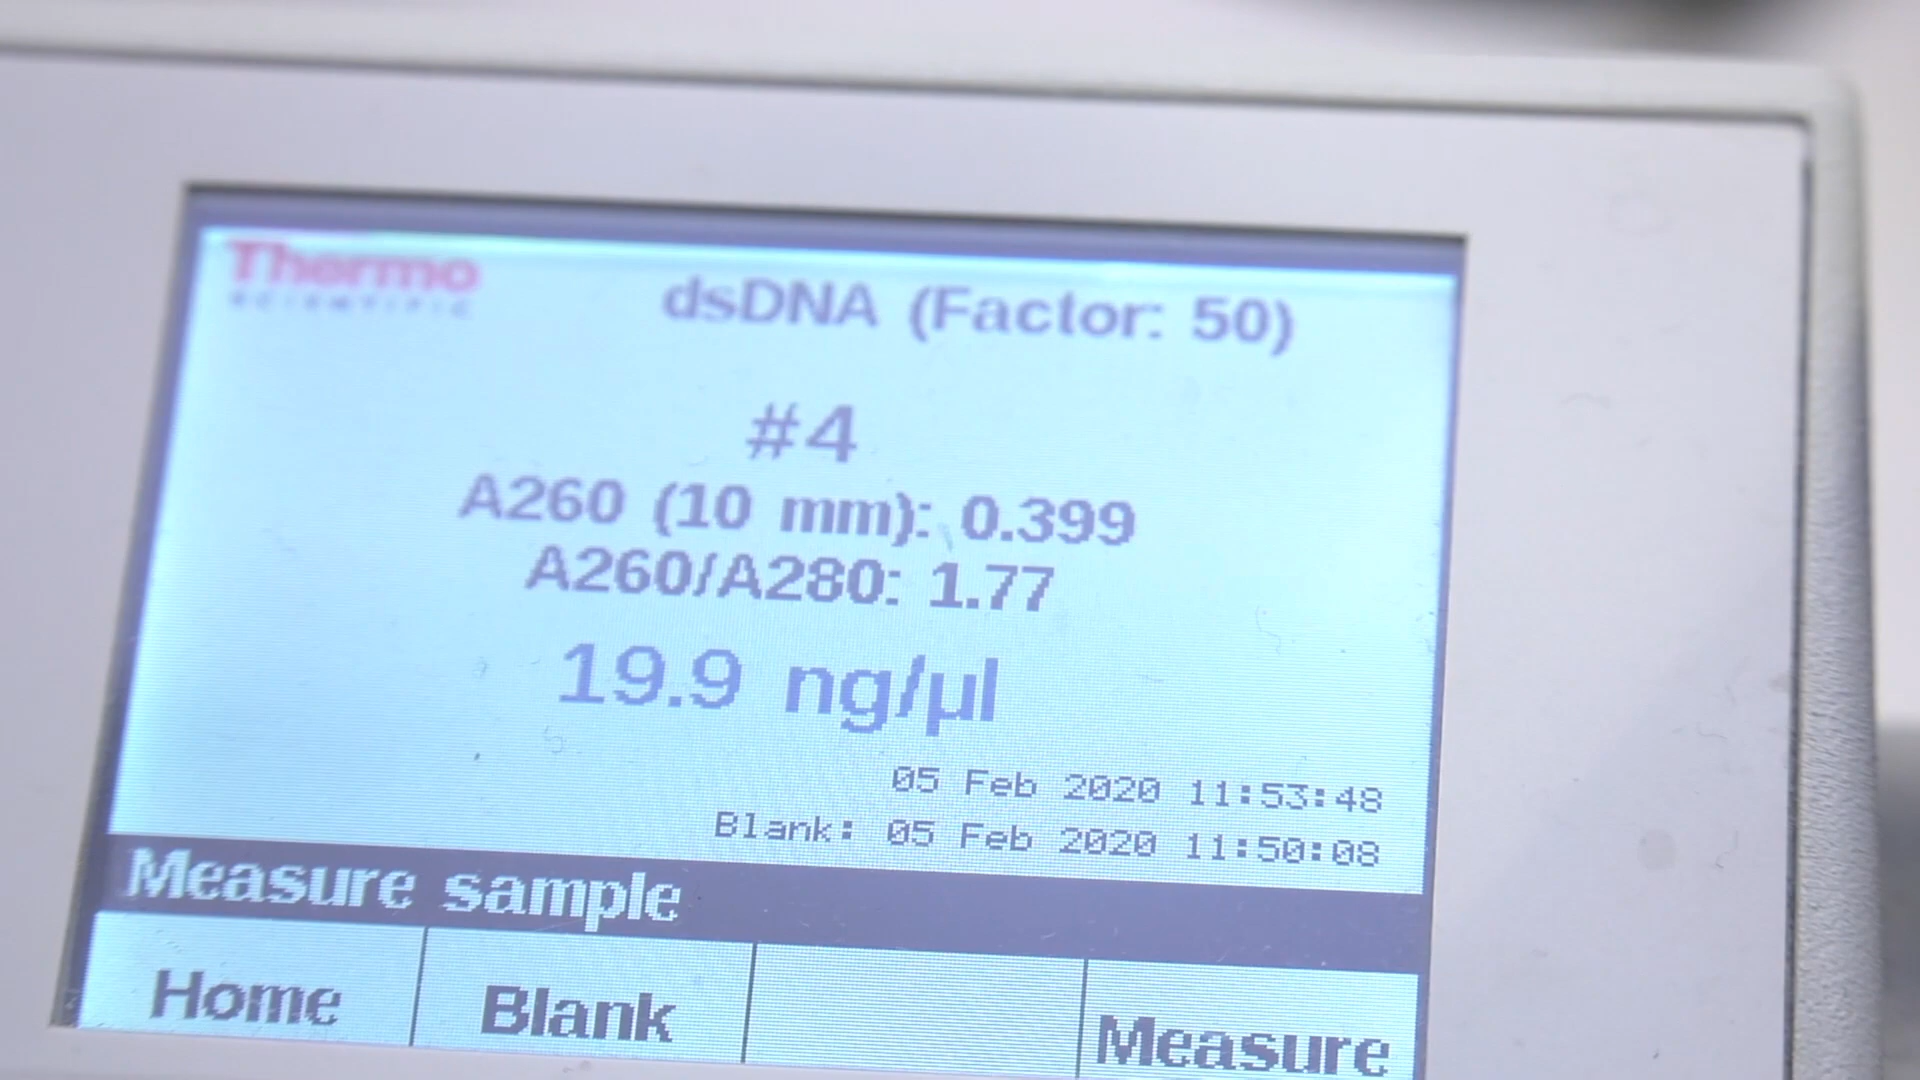 Thermo
SCIENTIFIC
dsDNA (Factor: 50)
#4
A260 (10 mm): 0.399
A260/A280: 1.77
19.9 ng/µl
05 Feb 2020 11:53:48
Blank: 05 Feb 2020 11:50:08
Measure sample
Home
Blank
Measure